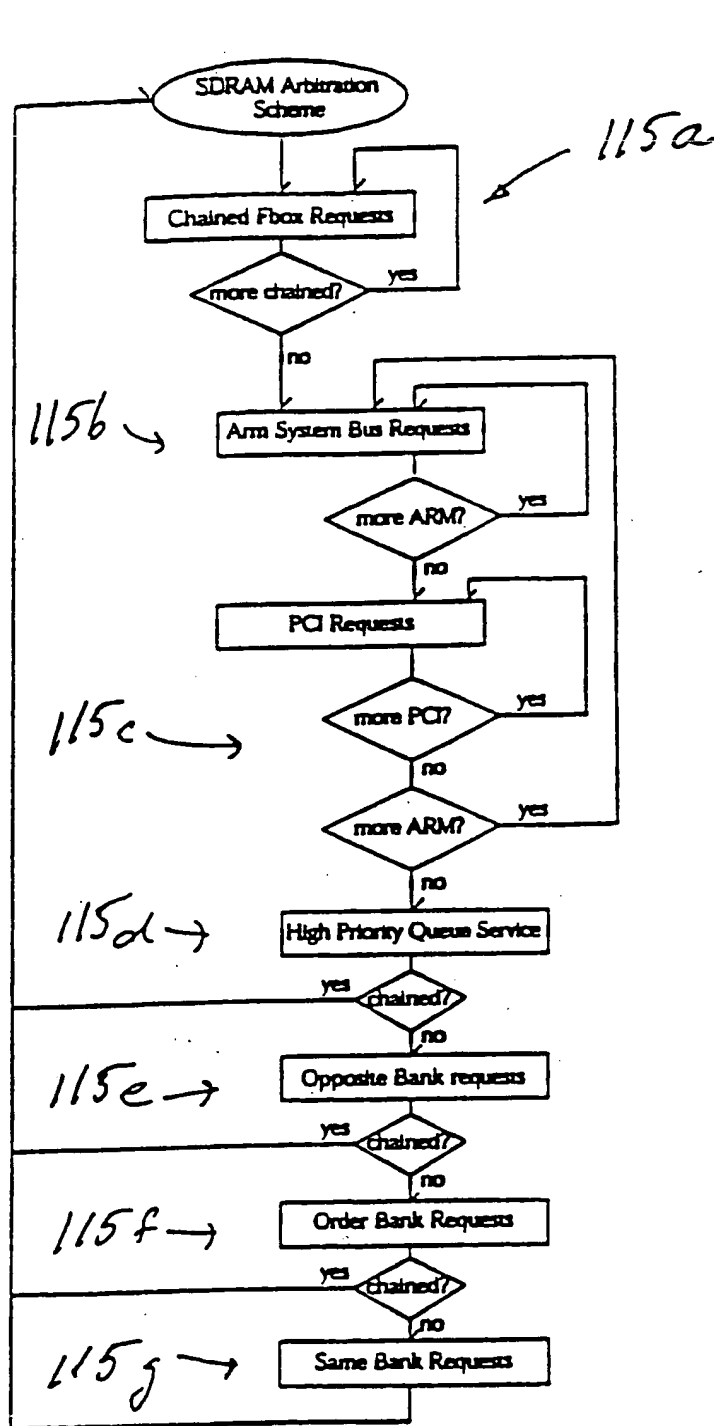 SDRAM Arbitration
Scheme
115a
Chained Fbox Requests
more chained?
yes
no
115b
Arm System Bus Requests
more ARM?
yes
no
PCI Requests
more PCI?
yes
115c
no
more ARM?
yes
no
115d
High Priority Queue Service
yes
chained?
no
115e
Opposite Bank requests
yes
chained?
no
115f
Order Bank Requests
yes
chained?
no
115g
Same Bank Requests